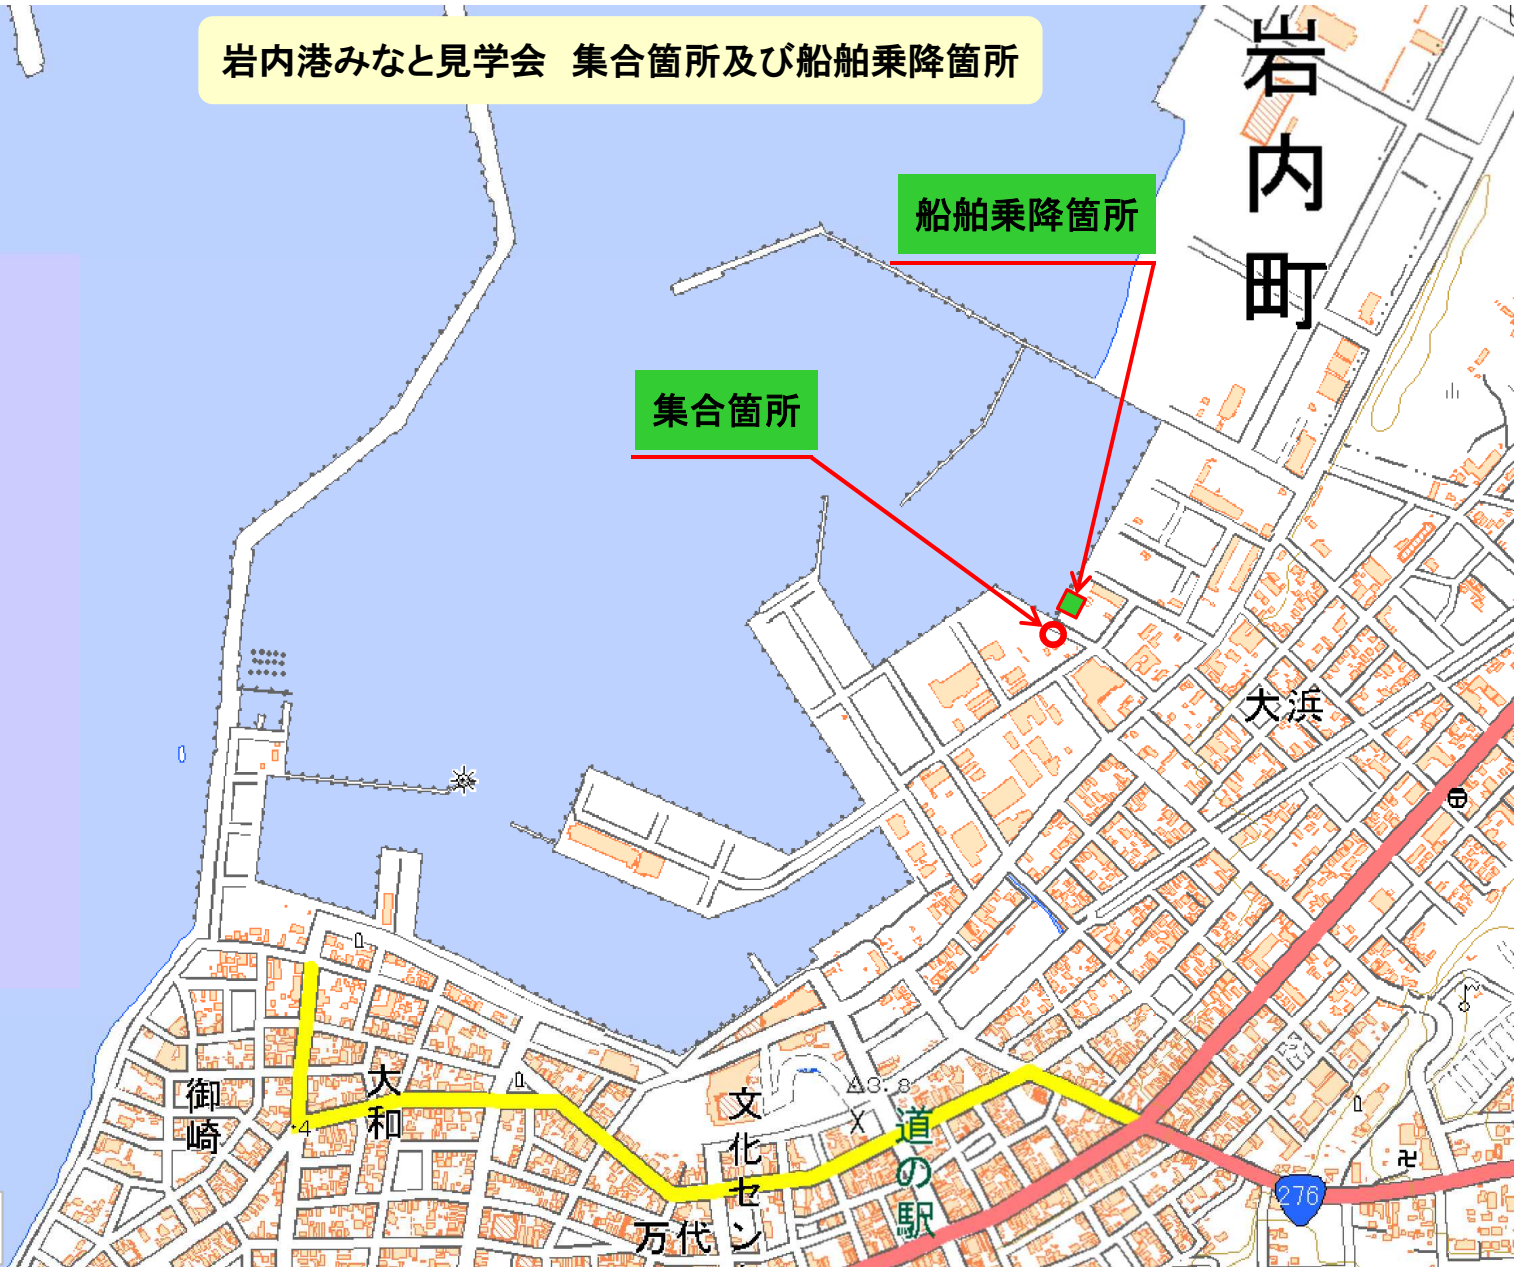 岩内港みなと見学会　集合箇所及び船舶乗降箇所
岩内町
船舶乗降箇所
集合箇所
大浜
御崎
大和
4
文化セン
3.8
道の駅
万代
276